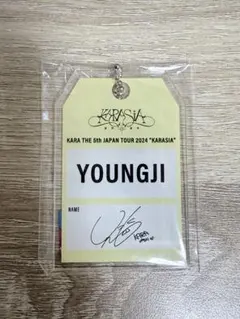 KARASIA
KARA THE 5th JAPAN TOUR 2024 "KARASIA"
YOUNGJI
NAME